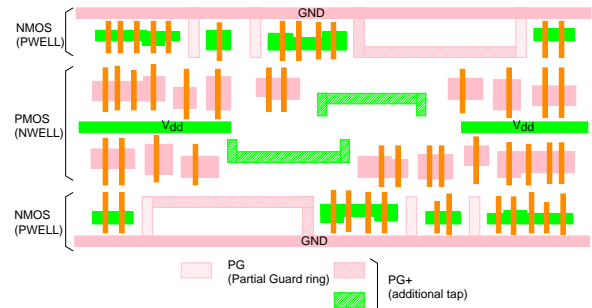 GND
NMOS
(PWELL)
PMOS
(NWELL)
Vdd
Vdd
NMOS
(PWELL)
GND
PG
(Partial Guard ring)
PG+
(additional tap)